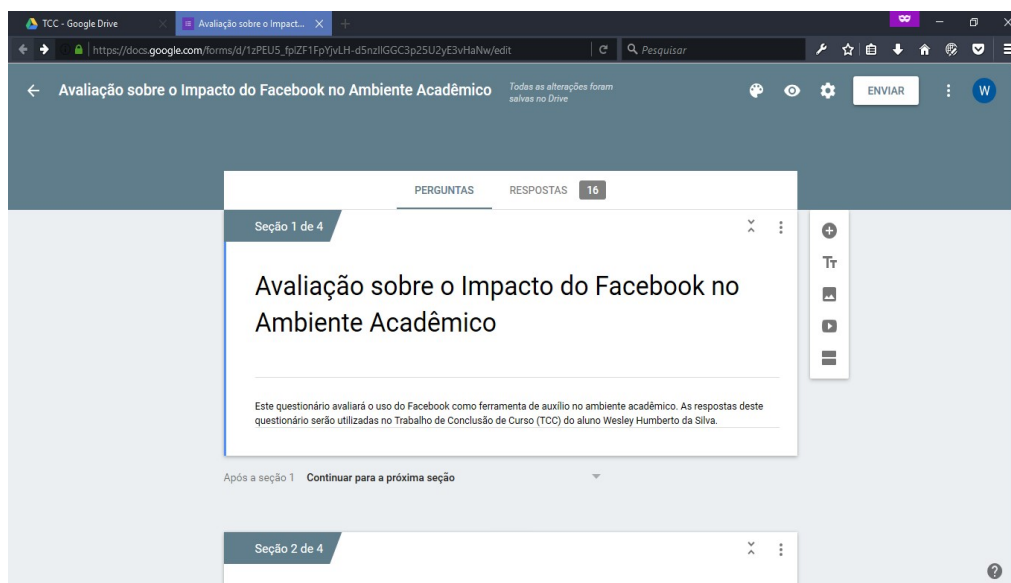 TCC - Google Drive
Avaliação sobre o Impact...
https://docs.google.com/forms/d/1zPEU5_fplZF1FpYjvLH-d5nzIlGGC3p25U2yE3vHaNw/edit
Pesquisar
Avaliação sobre o Impacto do Facebook no Ambiente Acadêmico
Todas as alterações foram
salvas no Drive
ENVIAR
W
PERGUNTAS
RESPOSTAS 16
Seção 1 de 4
Avaliação sobre o Impacto do Facebook no
Ambiente Acadêmico
Tт
Este questionário avaliará o uso do Facebook como ferramenta de auxílio no ambiente acadêmico. As respostas deste
questionário serão utilizadas no Trabalho de Conclusão de Curso (TCC) do aluno Wesley Humberto da Silva.
Após a seção 1 Continuar para a próxima seção
Seção 2 de 4